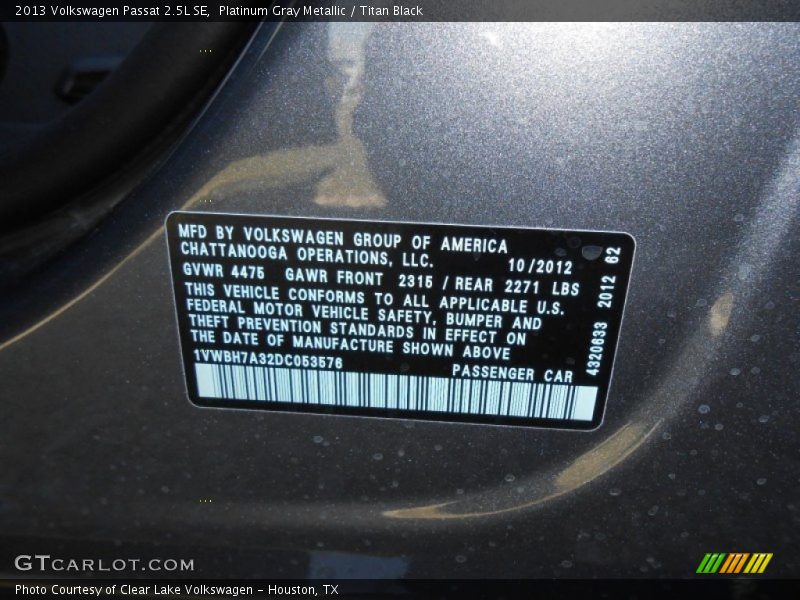 2013 Volkswagen Passat 2.5L SE, Platinum Gray Metallic / Titan Black
MFD BY VOLKSWAGEN GROUP OF AMERICA
CHATTANOOGA OPERATIONS, LLC. 10/2012
GVWR 4475 GAWR FRONT 2315 / REAR 2271 LBS
THIS VEHICLE CONFORMS TO ALL APPLICABLE U.S.
FEDERAL MOTOR VEHICLE SAFETY, BUMPER AND
THEFT PREVENTION STANDARDS IN EFFECT ON
THE DATE OF MANUFACTURE SHOWN ABOVE
1VWBH7A32DC053576 PASSENGER CAR
4320633 2012 62
GTCARLOT.COM
Photo Courtesy of Clear Lake Volkswagen - Houston, TX